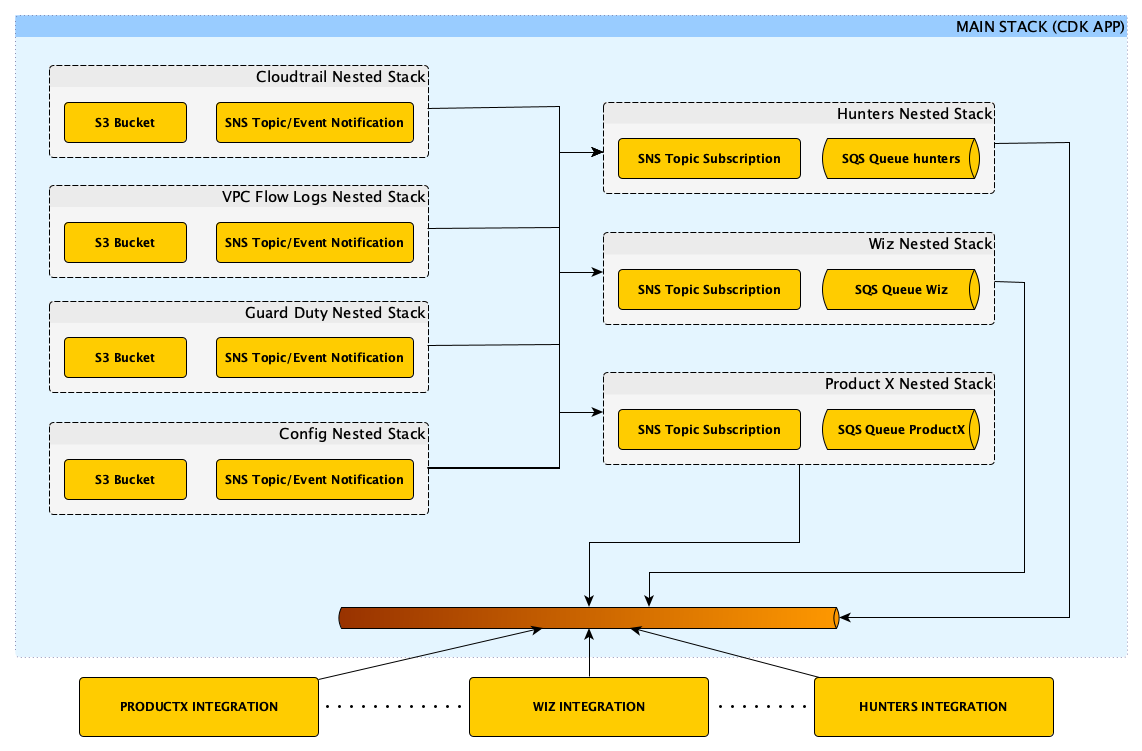 MAIN STACK (CDK APP)
Cloudtrail Nested Stack
S3 Bucket
SNS Topic/Event Notification
VPC Flow Logs Nested Stack
S3 Bucket
SNS Topic/Event Notification
Guard Duty Nested Stack
S3 Bucket
SNS Topic/Event Notification
Config Nested Stack
S3 Bucket
SNS Topic/Event Notification
Hunters Nested Stack
SNS Topic Subscription
SQS Queue hunters
Wiz Nested Stack
SNS Topic Subscription
SQS Queue Wiz
Product X Nested Stack
SNS Topic Subscription
SQS Queue ProductX
PRODUCTX INTEGRATION
WIZ INTEGRATION
HUNTERS INTEGRATION